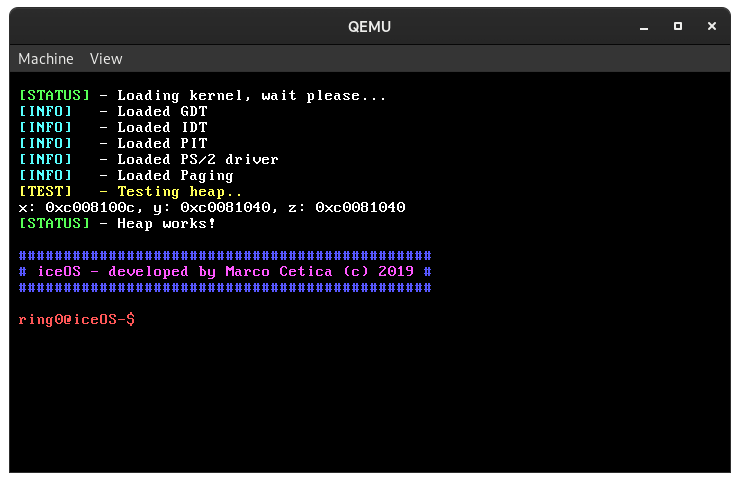 QEMU
Machine View
[STATUS] - Loading kernel, wait please...
[INFO]   - Loaded GDT
[INFO]   - Loaded IDT
[INFO]   - Loaded PIT
[INFO]   - Loaded PS/2 driver
[INFO]   - Loaded Paging
[TEST]   - Testing heap..
x: 0xc008100c, y: 0xc0081040, z: 0xc0081040
[STATUS] - Heap works!
##############################################
# iceOS - developed by Marco Cetica (c) 2019 #
##############################################
ring0@iceOS-$